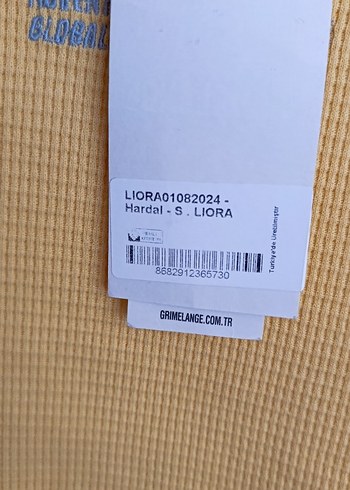 GLOBAL
LIORA01082024 -
Hardal - S . LIORA
8682912365730
Türkiye'de Üretilmiştir
GRIMELANGE.COM.TR